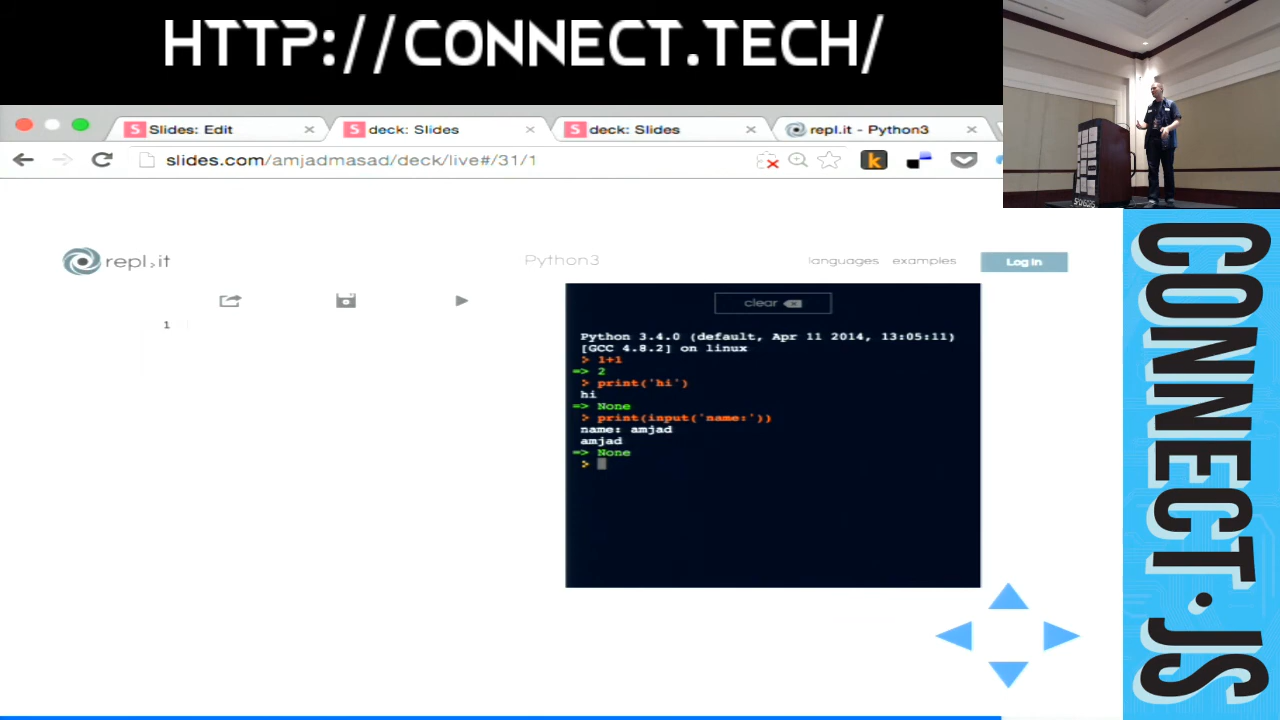 HTTP://CONNECT.TECH/
Slides: Edit
deck: Slides
deck: Slides
repl.it - Python3
slides.com/amjadmasad/deck/live#/31/1
k
repl.it
Python3
languages
examples
Log In
1
clear
Python 3.4.0 (default, Apr 11 2014, 13:05:11)
[GCC 4.8.2] on linux
> 1+1
=> 2
> print('hi')
hi
=> None
> print(input('name:'))
name: amjad
amjad
=> None
>
CONNECT.JS